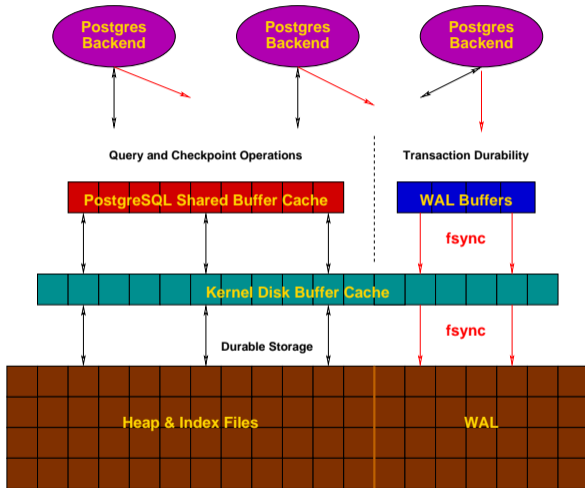 Postgres
Backend
Postgres
Backend
Postgres
Backend
Query and Checkpoint Operations
Transaction Durability
PostgreSQL Shared Buffer Cache
WAL Buffers
fsync
Kernel Disk Buffer Cache
fsync
Durable Storage
Heap & Index Files
WAL